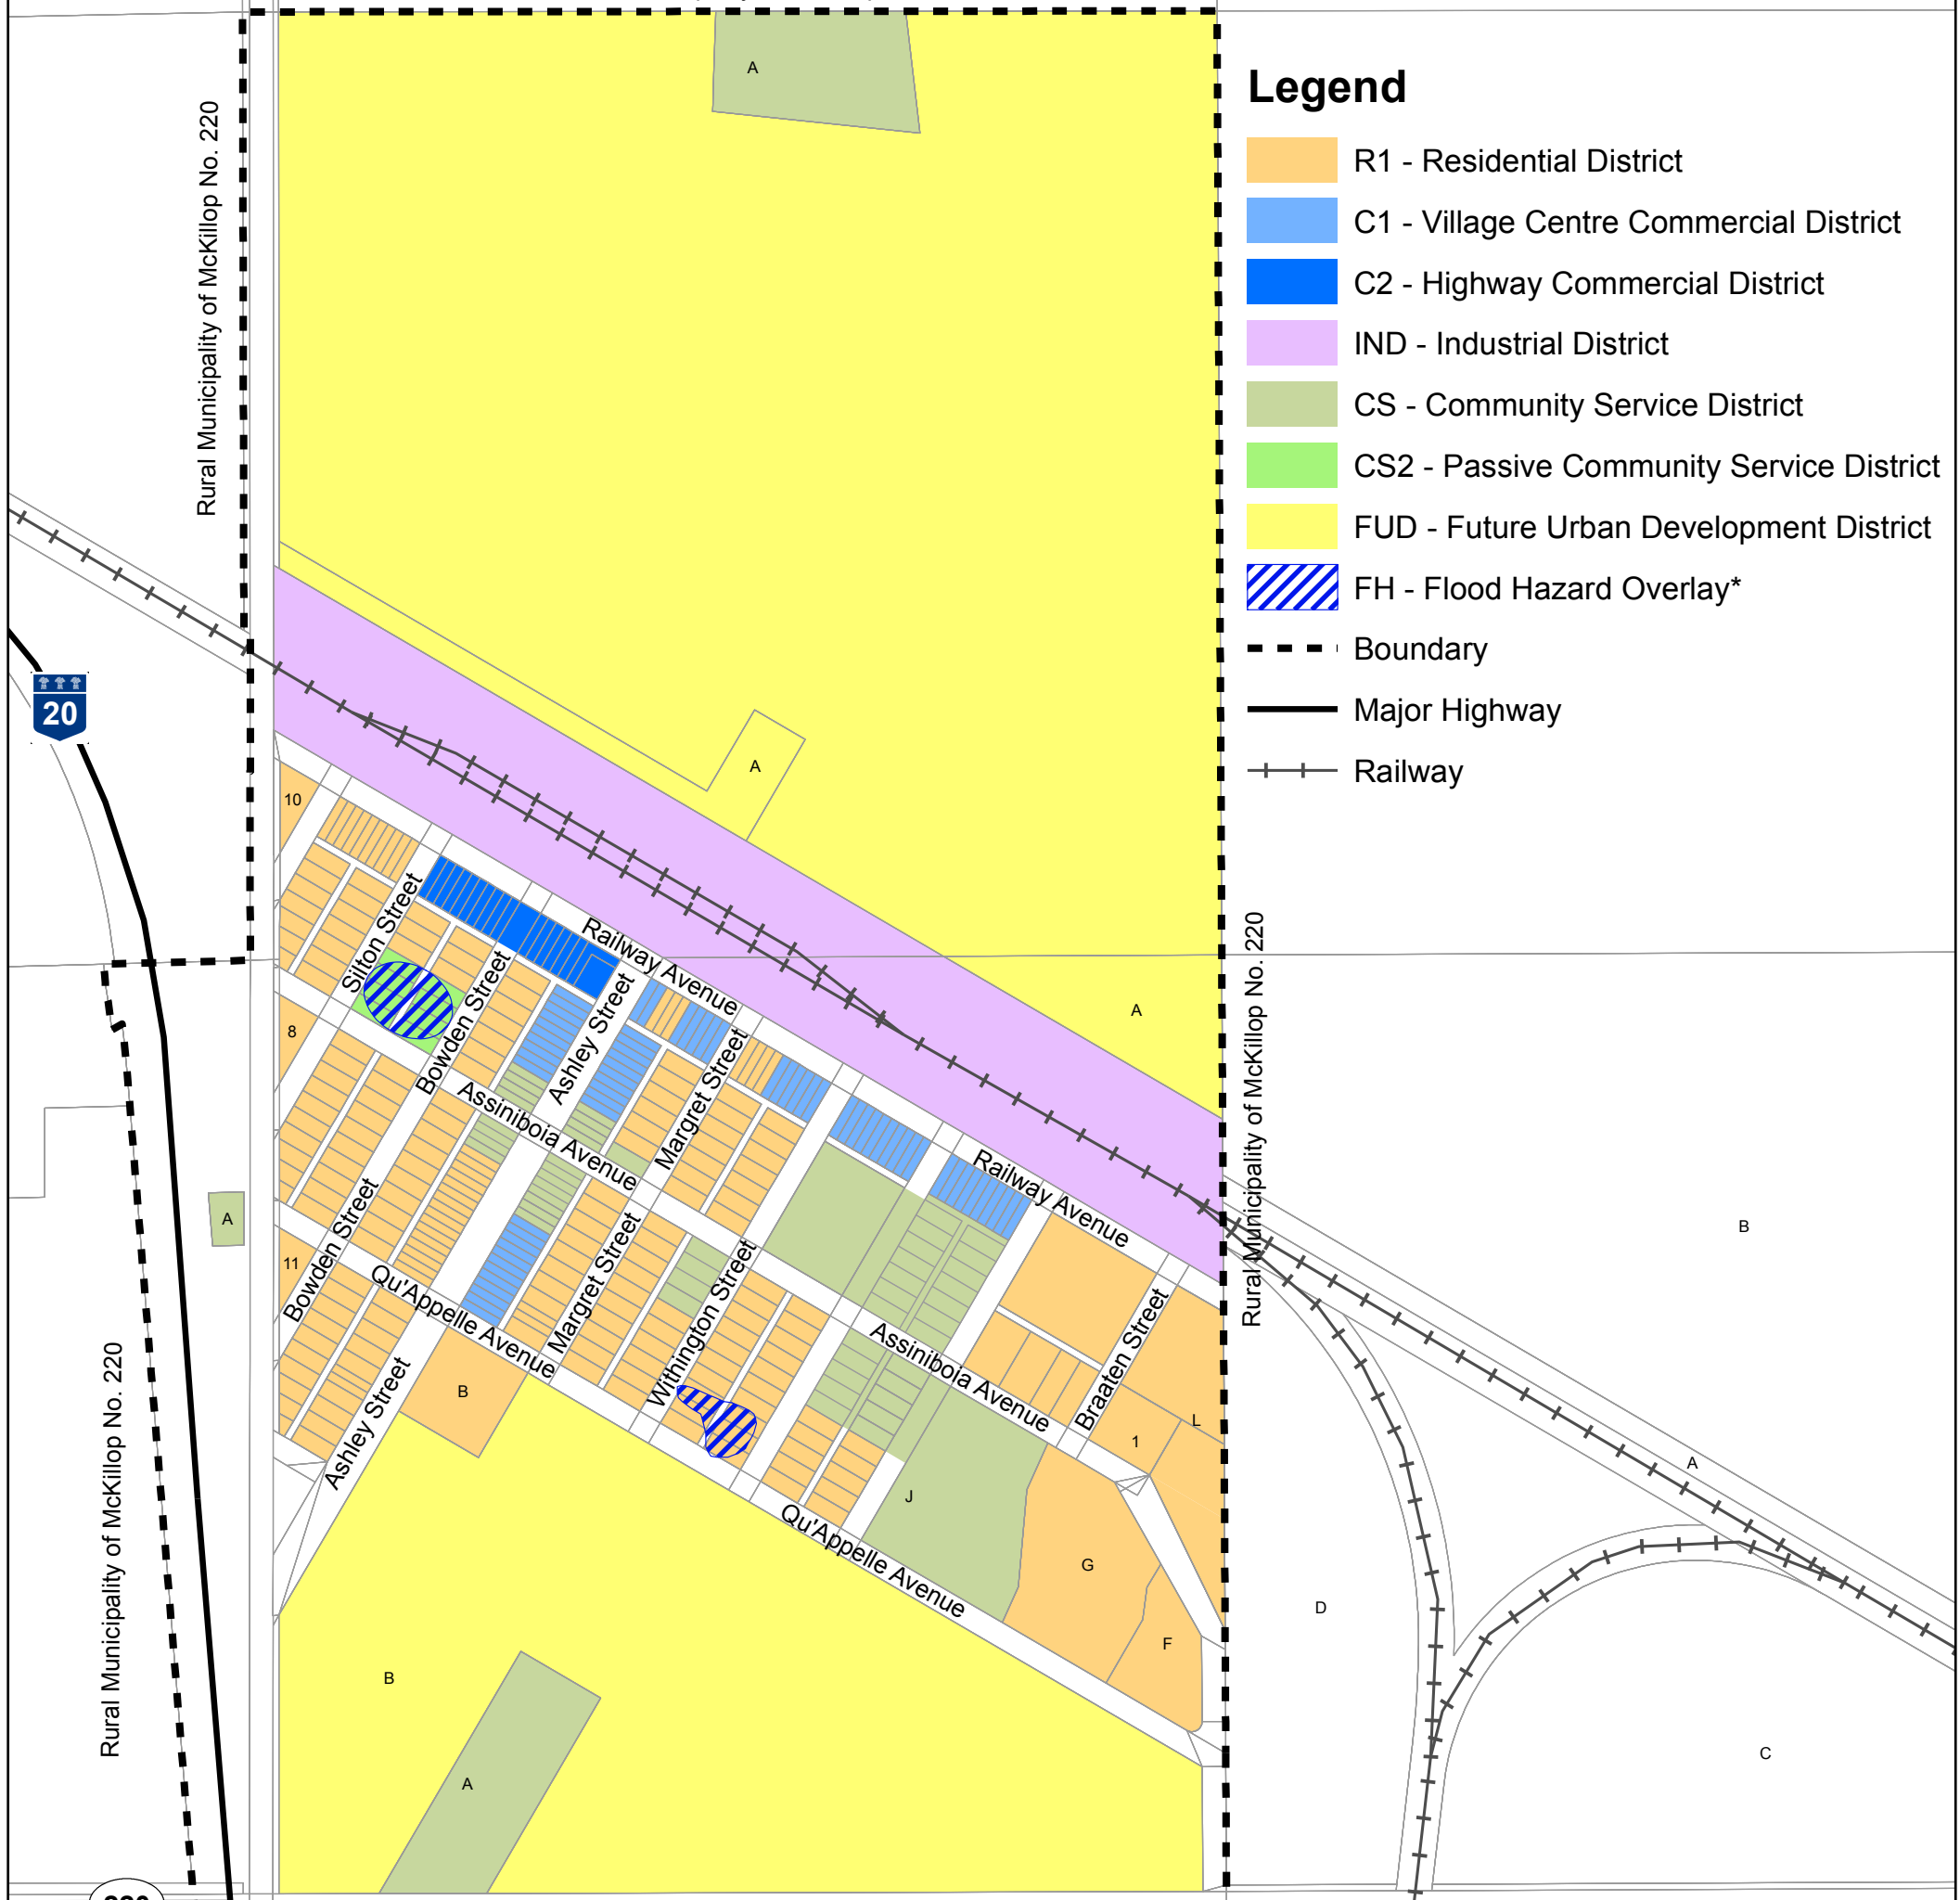 Legend
R1 - Residential District
C1 - Village Centre Commercial District
C2 - Highway Commercial District
IND - Industrial District
CS - Community Service District
CS2 - Passive Community Service District
FUD - Future Urban Development District
FH - Flood Hazard Overlay*
Boundary
Major Highway
Railway
A
Rural Municipality of McKillop No. 220
20
A
10
Silton Street
Railway Avenue
Bowden Street
Ashley Street
A
8
Assiniboia Avenue
Margret Street
Rural Municipality of McKillop No. 220
Railway Avenue
A
B
11
Bowden Street
Qu'Appelle Avenue
Margret Street
Withington Street
Assiniboia Avenue
Braaten Street
Ashley Street
B
L
1
A
J
Qu'Appelle Avenue
G
F
D
Rural Municipality of McKillop No. 220
B
A
C